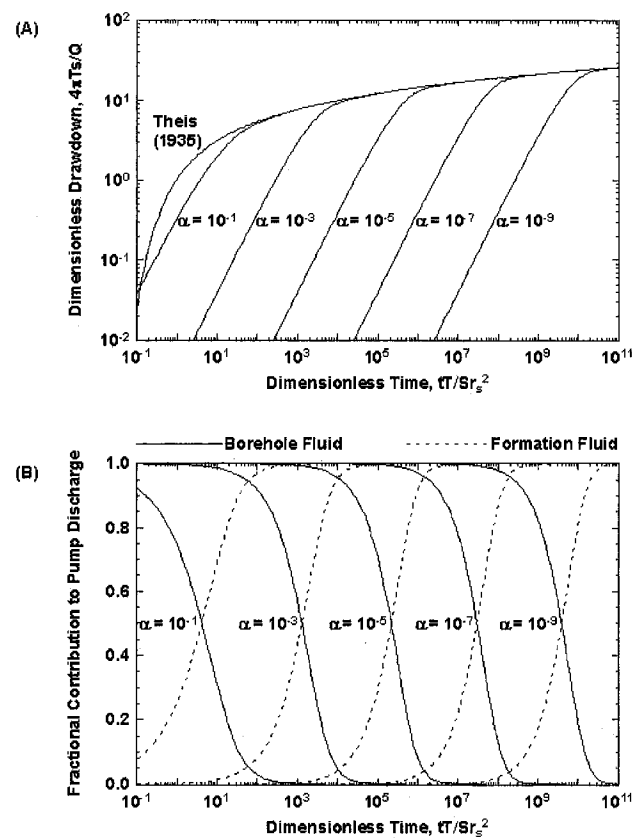 (A)
Dimensionless Drawdown, 4πTs/Q
10²
10¹
10⁰
10⁻¹
10⁻²
Theis
(1935)
α = 10⁻¹ α = 10⁻³ α = 10⁻⁵ α = 10⁻⁷ α = 10⁻⁹
10⁻¹ 10¹ 10³ 10⁵ 10⁷ 10⁹ 10¹¹
Dimensionless Time, tT/Srₛ²
Borehole Fluid Formation Fluid
(B)
Fractional Contribution to Pump Discharge
1.0
0.8
0.6
0.4
0.2
0.0
α = 10⁻¹ α = 10⁻³ α = 10⁻⁵ α = 10⁻⁷ α = 10⁻⁹
10⁻¹ 10¹ 10³ 10⁵ 10⁷ 10⁹ 10¹¹
Dimensionless Time, tT/Srₛ²